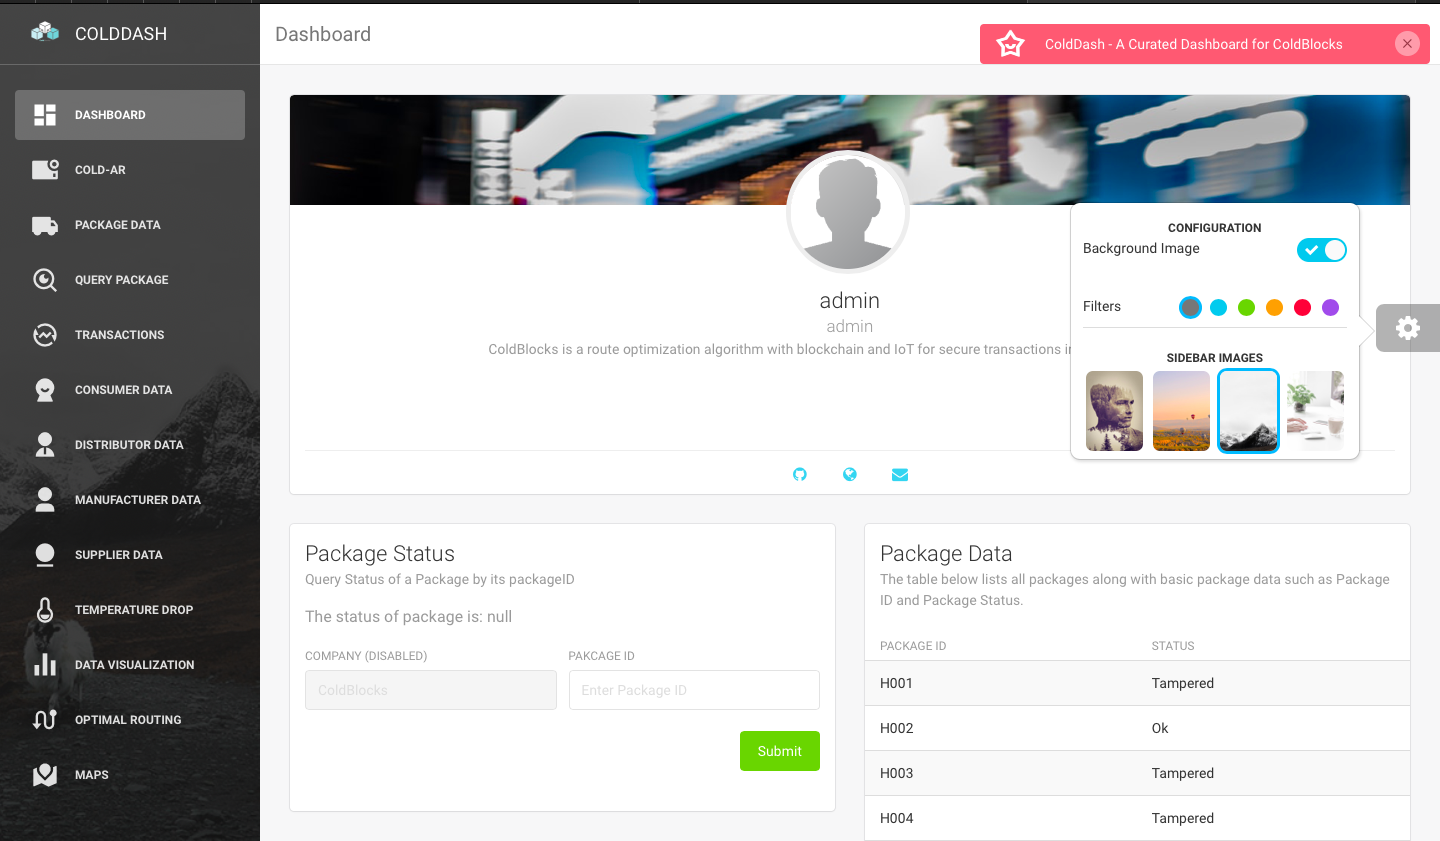 COLDDASH
DASHBOARD
COLD-AR
PACKAGE DATA
QUERY PACKAGE
TRANSACTIONS
CONSUMER DATA
DISTRIBUTOR DATA
MANUFACTURER DATA
SUPPLIER DATA
TEMPERATURE DROP
DATA VISUALIZATION
OPTIMAL ROUTING
MAPS
Dashboard
ColdDash - A Curated Dashboard for ColdBlocks
admin
admin
ColdBlocks is a route optimization algorithm with blockchain and IoT for secure transactions
CONFIGURATION
Background Image
Filters
SIDEBAR IMAGES
Package Status
Query Status of a Package by its packageID
The status of package is: null
COMPANY (DISABLED)
PAKCAGE ID
ColdBlocks
Enter Package ID
Submit
Package Data
The table below lists all packages along with basic package data such as Package
ID and Package Status.
PACKAGE ID STATUS
H001 Tampered
H002 Ok
H003 Tampered
H004 Tampered